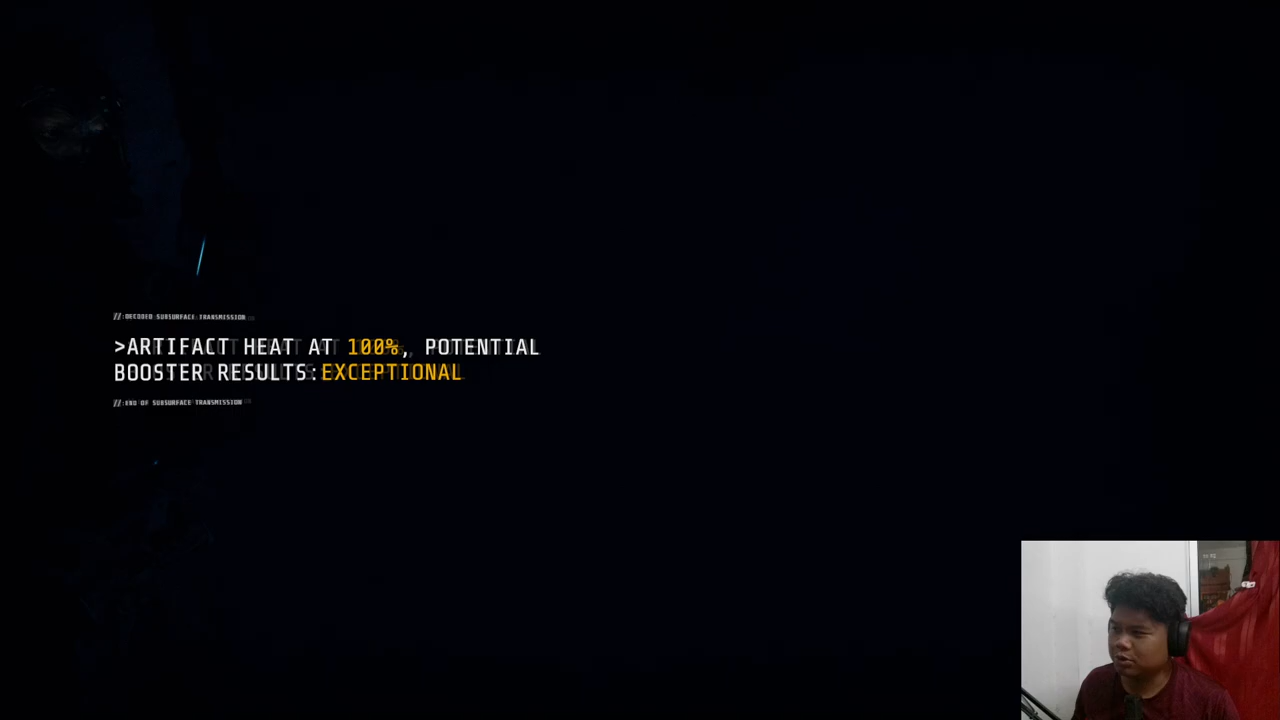 //:DECODED SUBSURFACE TRANSMISSION
>ARTIFACT HEAT AT 100%, POTENTIAL
BOOSTER RESULTS:EXCEPTIONAL
//:END OF SUBSURFACE TRANSMISSION